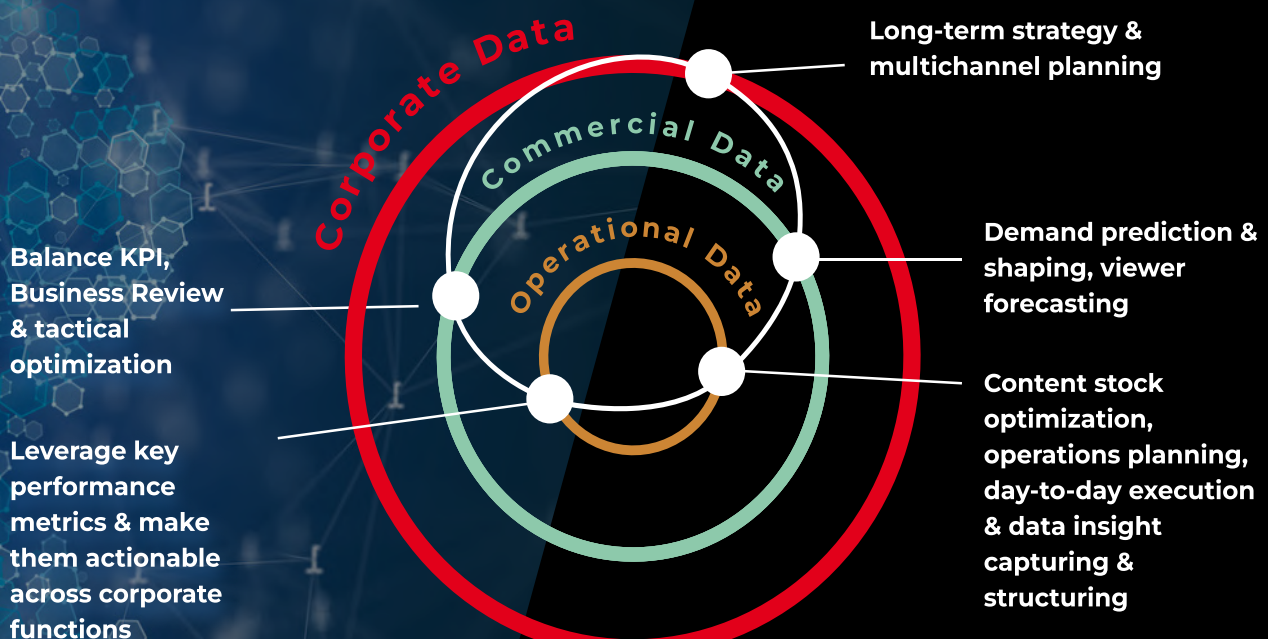 Corporate Data
Commercial Data
Operational Data
Long-term strategy &
multichannel planning
Demand prediction &
shaping, viewer
forecasting
Content stock
optimization,
operations planning,
day-to-day execution
& data insight
capturing &
structuring
Balance KPI,
Business Review
& tactical
optimization
Leverage key
performance
metrics & make
them actionable
across corporate
functions